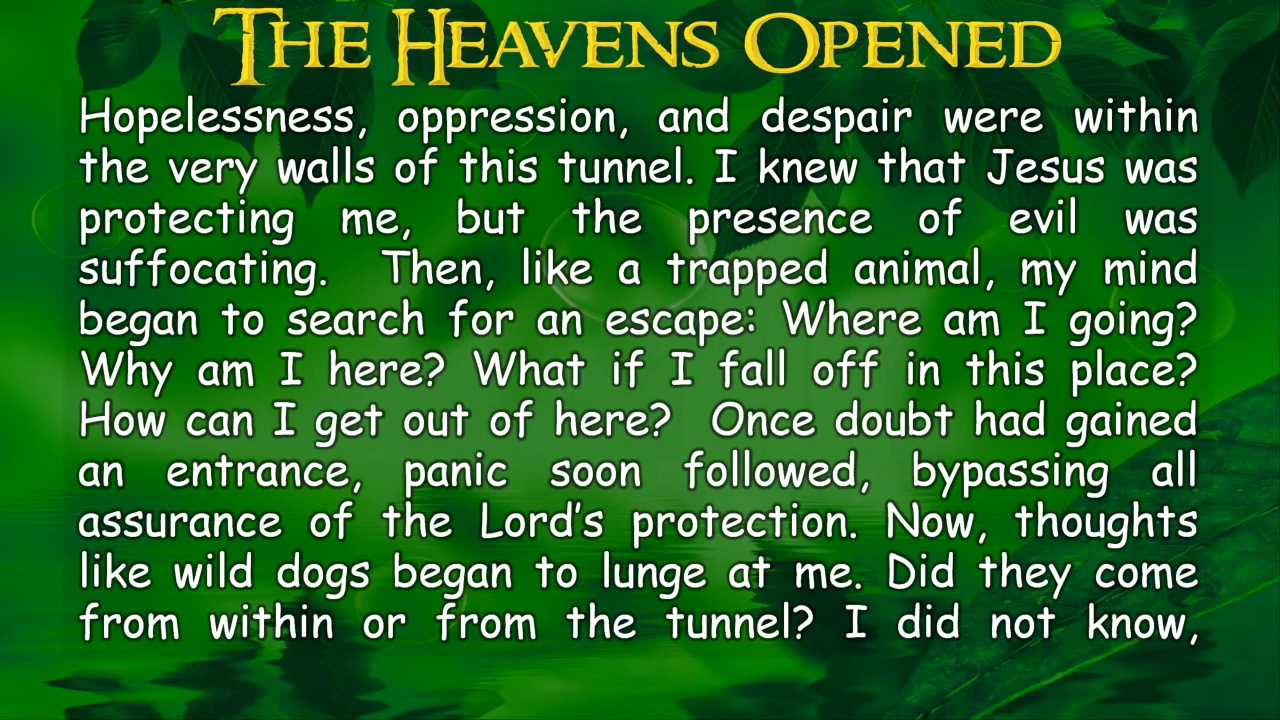 THE HEAVENS OPENED
Hopelessness, oppression, and despair were within
the very walls of this tunnel. I knew that Jesus was
protecting me, but the presence of evil was
suffocating. Then, like a trapped animal, my mind
began to search for an escape: Where am I going?
Why am I here? What if I fall off in this place?
How can I get out of here? Once doubt had gained
an entrance, panic soon followed, bypassing all
assurance of the Lord's protection. Now, thoughts
like wild dogs began to lunge at me. Did they come
from within or from the tunnel? I did not know,